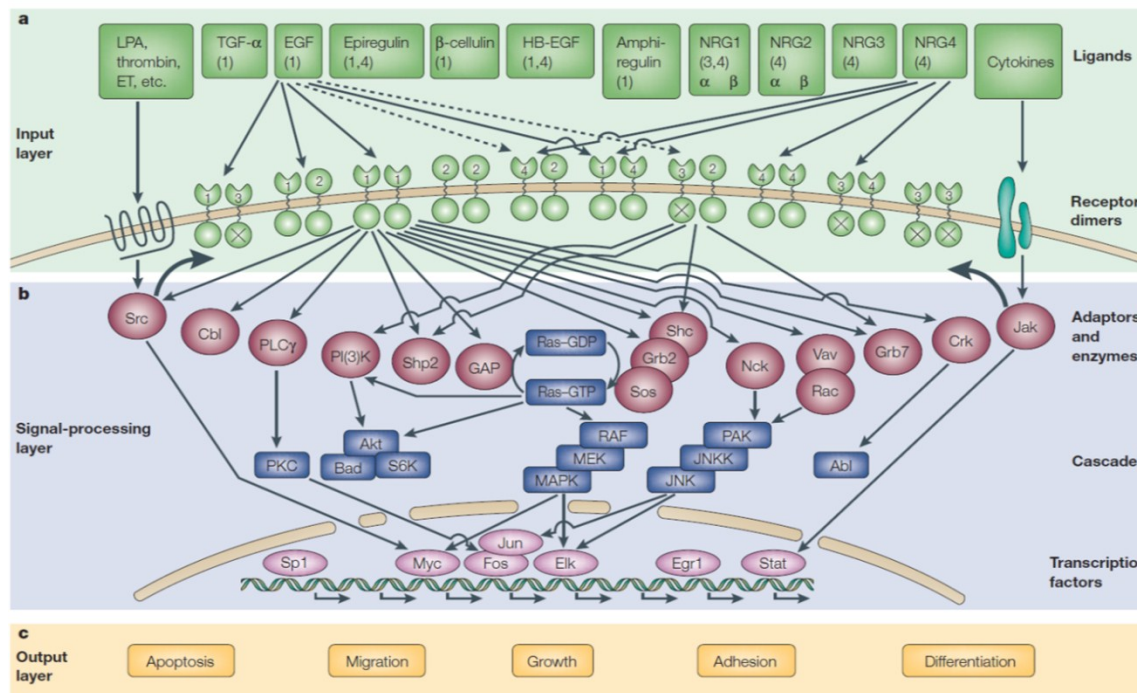 a
LPA,
thrombin,
ET, etc.
TGF-α
(1)
EGF
(1)
Epiregulin
(1,4)
β-cellulin
(1)
HB-EGF
(1,4)
Amphi-
regulin
(1)
NRG1
(3,4)
α β
NRG2
(4)
α β
NRG3
(4)
NRG4
(4)
Cytokines
Ligands
Input
layer
1 3
1 2
1 1
2 2
4 2
1 4
3 2
4 4
3 4
3 3
Receptor
dimers
b
Src
Cbl
PLCγ
PI(3)K
Shp2
GAP
Ras–GDP
Ras–GTP
Shc
Grb2
Sos
Nck
Vav
Rac
Grb7
Crk
Jak
Adaptors
and
enzymes
Signal-processing
layer
PKC
Akt
Bad
S6K
RAF
MEK
MAPK
PAK
JNKK
JNK
Abl
Cascade
Sp1
Myc
Jun
Fos
Elk
Egr1
Stat
Transcriptio
factors
c
Output
layer
Apoptosis
Migration
Growth
Adhesion
Differentiation